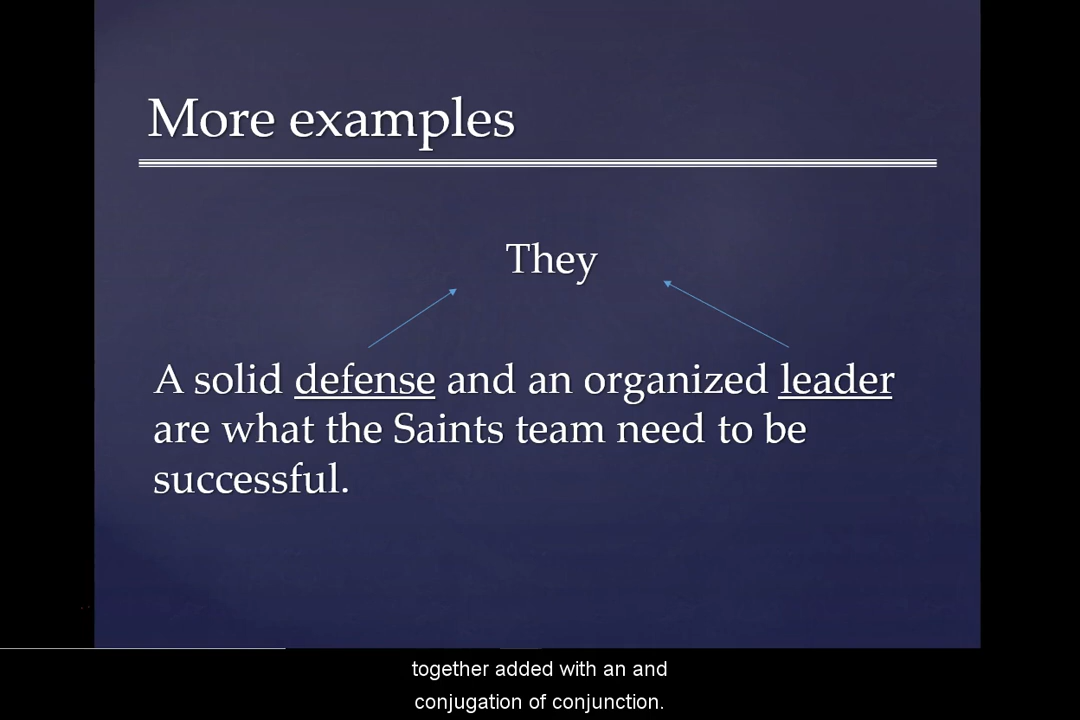 More examples
They
A solid defense and an organized leader
are what the Saints team need to be
successful.
together added with an and
conjugation of conjunction.